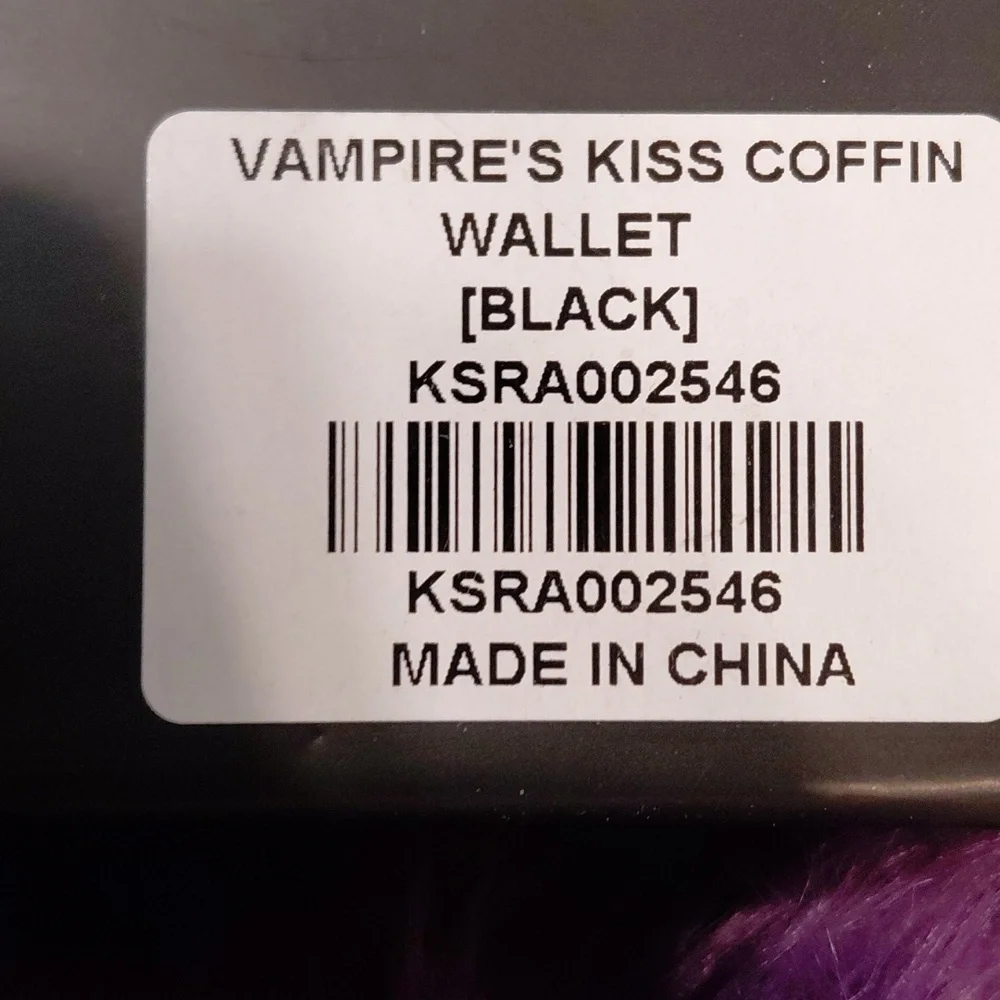 VAMPIRE'S KISS COFFIN
WALLET
[BLACK]
KSRA002546
KSRA002546
MADE IN CHINA